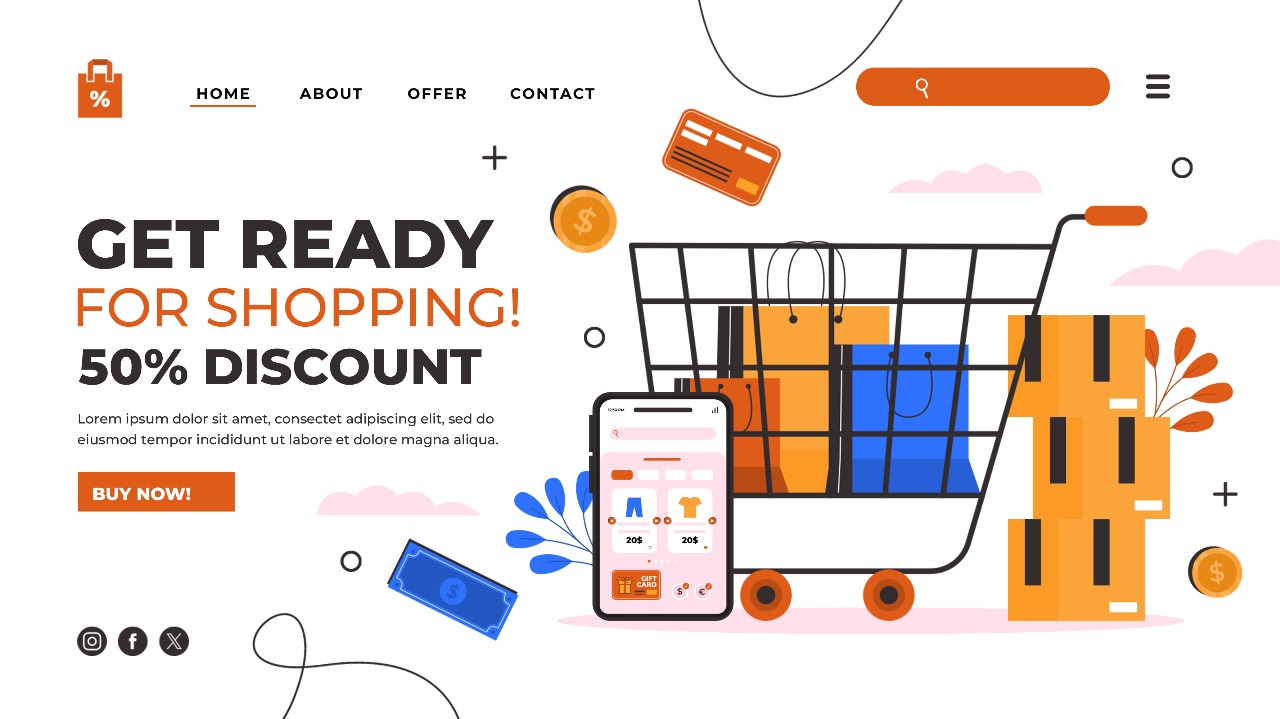 %
HOME ABOUT OFFER CONTACT
GET READY
FOR SHOPPING!
50% DISCOUNT
Lorem ipsum dolor sit amet, consectet adipiscing elit, sed do
eiusmod tempor incididunt ut labore et dolore magna aliqua.
BUY NOW!
$
$
$
12:30 PM
20$ 20$
GIFT
CARD
$ €